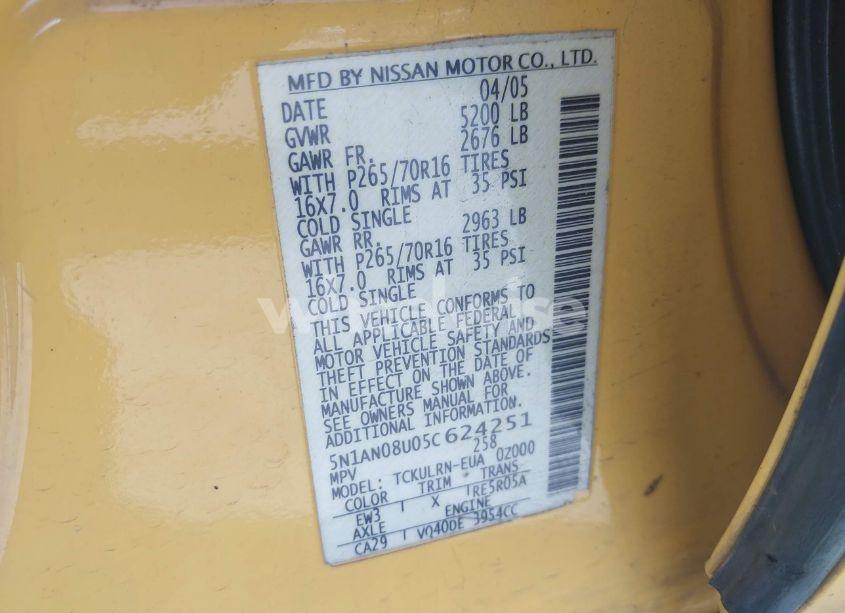 MFD BY NISSAN MOTOR CO., LTD.
DATE 04/05
GVWR 5200 LB
GAWR FR. 2676 LB
WITH P265/70R16 TIRES
16X7.0 RIMS AT 35 PSI
COLD SINGLE
GAWR RR. 2963 LB
WITH P265/70R16 TIRES
16X7.0 RIMS AT 35 PSI
COLD SINGLE
THIS VEHICLE CONFORMS TO
ALL APPLICABLE FEDERAL
MOTOR VEHICLE SAFETY AND
THEFT PREVENTION STANDARDS
IN EFFECT ON THE DATE OF
MANUFACTURE SHOWN ABOVE.
SEE OWNERS MANUAL FOR
ADDITIONAL INFORMATION.
5N1AN08U05C624251
MPV 258
MODEL: TCKULRN-EUA 0Z000
COLOR TRIM TRANS
EW3 X RE5R05A
AXLE ENGINE
CA29 VQ40DE 3954CC